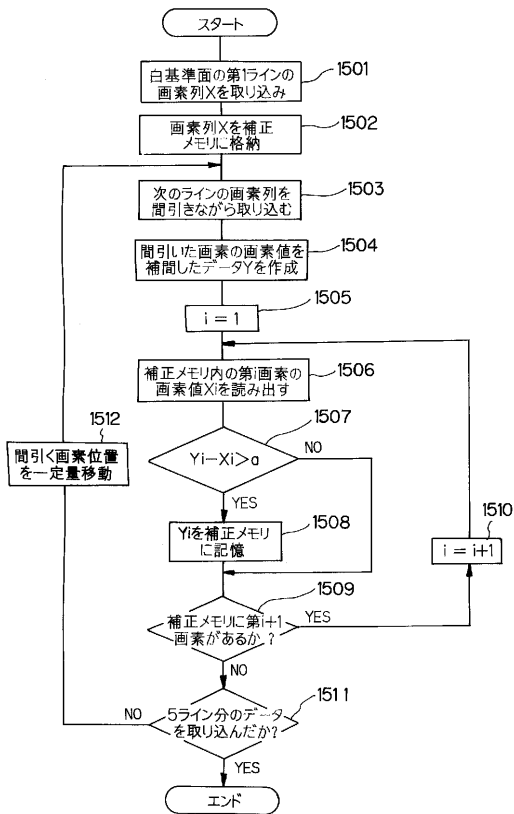 スタート
白基準面の第1ラインの
画素列Xを取り込み
1501
画素列Xを補正
メモリに格納
1502
次のラインの画素列を
間引きながら取り込む
1503
間引いた画素の画素値を
補間したデータYを作成
1504
i = 1
1505
補正メモリ内の第i画素の
画素値Xiを読み出す
1506
Yi-Xi>a
1507
NO
YES
Yiを補正メモリ
に記憶
1508
補正メモリに第i+1
画素があるか?
1509
YES
i = i+1
1510
NO
5ライン分のデータ
を取り込んだか?
1511
NO
間引く画素位置
を一定量移動
1512
YES
エンド